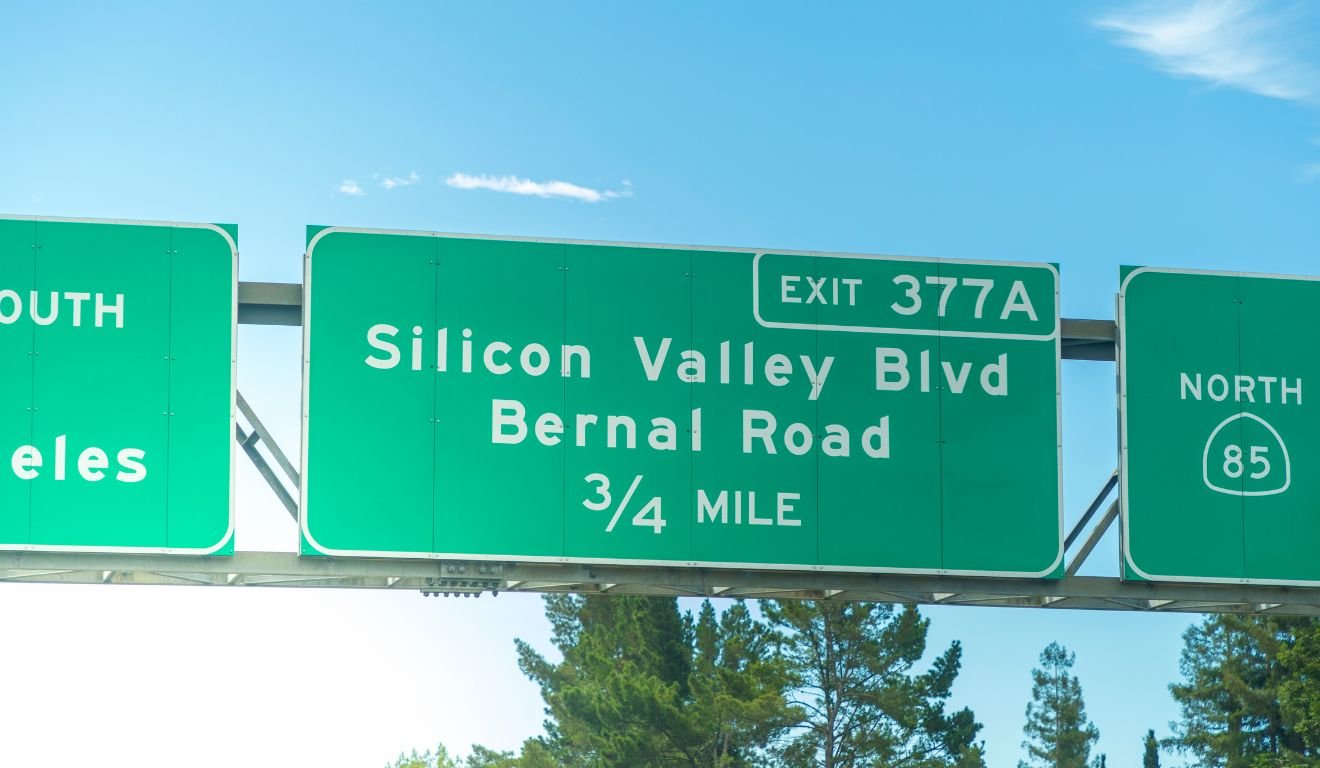 OUTH
eles
EXIT 377A
Silicon Valley Blvd
Bernal Road
3/4 MILE
NORTH
85